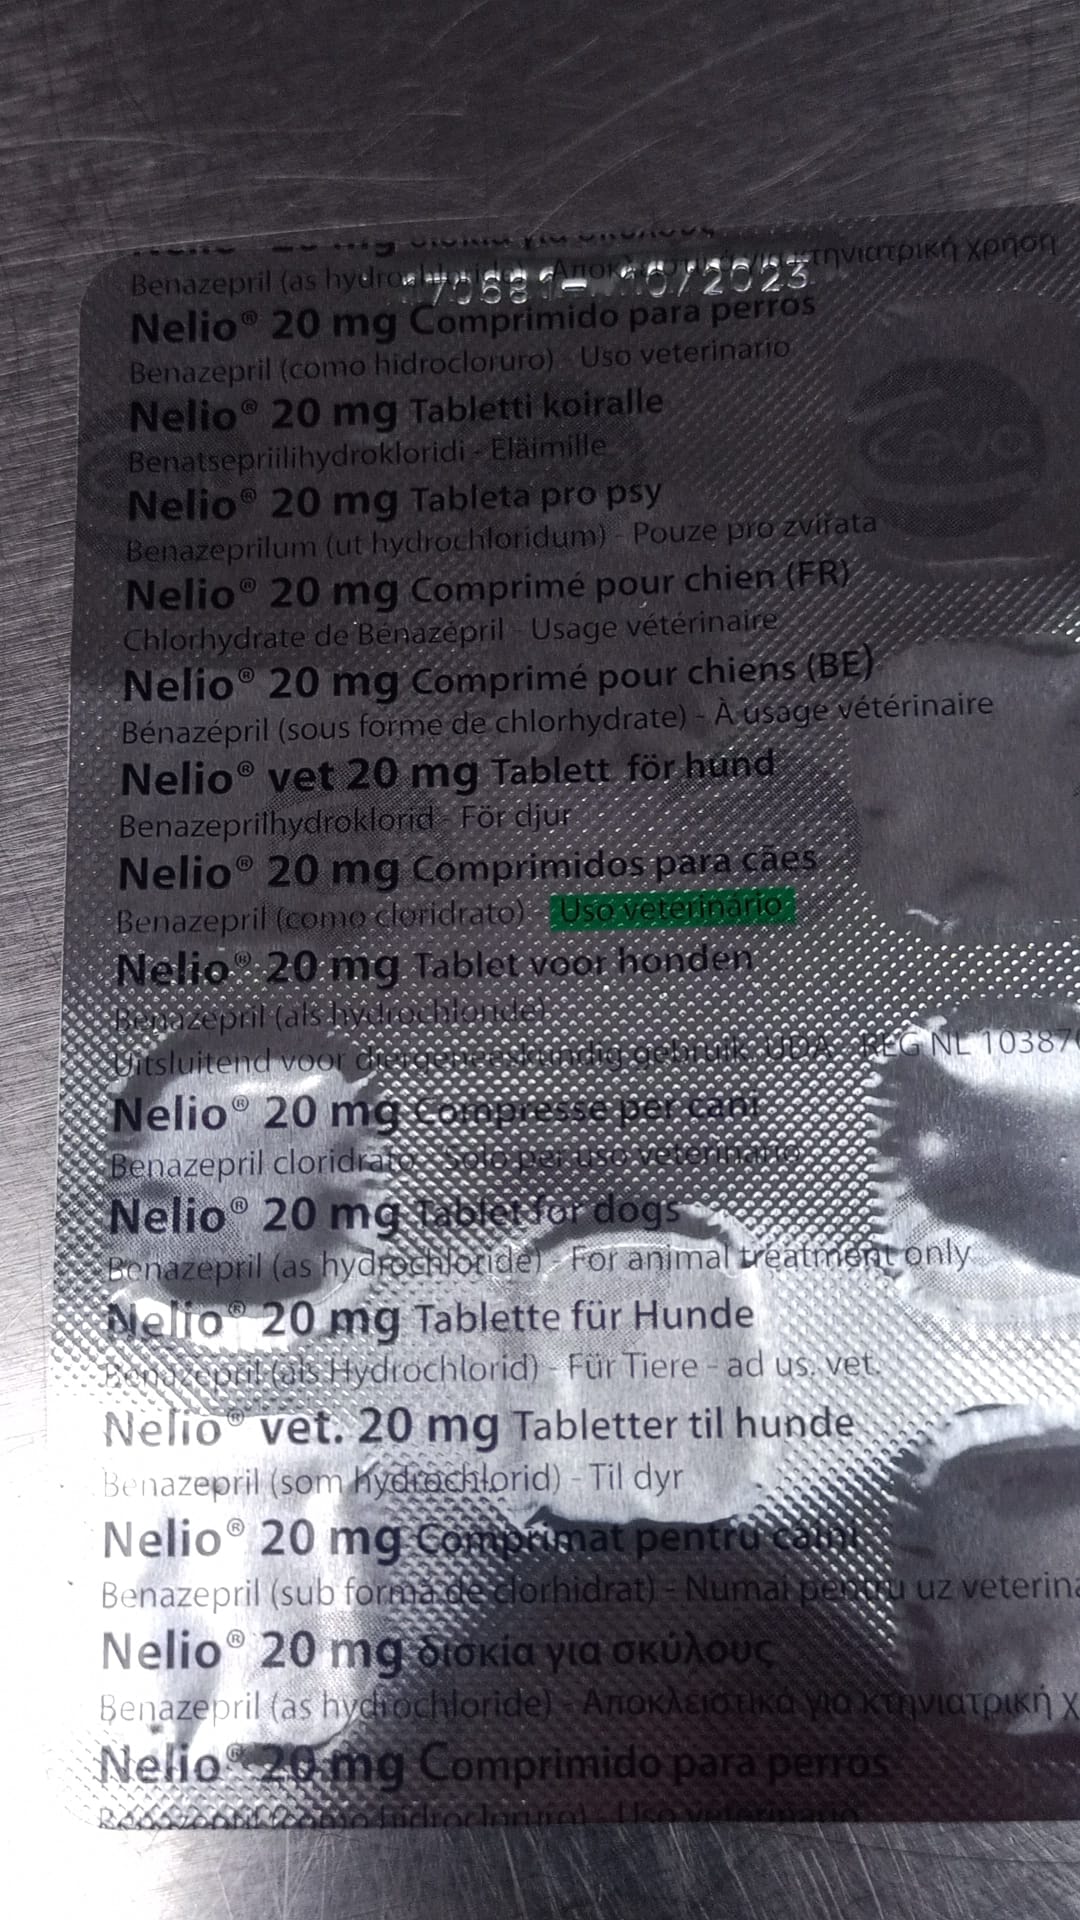 Nelio® 20 mg δισκία για σκύλους
Benazepril (as hydrochloride) - κτηνιατρική χρήση
10/2023
Nelio® 20 mg Comprimido para perros
Benazepril (como hidrocloruro) - Uso veterinario
Nelio® 20 mg Tabletti koiralle
Benatsepriilihydrokloridi - Eläimille
Nelio® 20 mg Tableta pro psy
Benazeprilum (ut hydrochloridum) - Pouze pro zvířata
Nelio® 20 mg Comprimé pour chien (FR)
Chlorhydrate de Bénazépril - Usage vétérinaire
Nelio® 20 mg Comprimé pour chiens (BE)
Bénazépril (sous forme de chlorhydrate) - À usage vétérinaire
Nelio® vet 20 mg Tablett för hund
Benazeprilhydroklorid - För djur
Nelio® 20 mg Comprimidos para cães
Benazepril (como cloridrato) - Uso veterinário
Nelio® 20 mg Tablet voor honden
Benazepril (als hydrochloride)
Uitsluitend voor diergeneeskundig gebruik. UDA - REG NL 10387
Nelio® 20 mg Compresse per cani
Benazepril cloridrato - Solo per uso veterinario
Nelio® 20 mg Tablet for dogs
Benazepril (as hydrochloride) - For animal treatment only
Nelio® 20 mg Tablette für Hunde
Benazepril (als Hydrochlorid) - Für Tiere - ad us. vet.
Nelio® vet. 20 mg Tabletter til hunde
Benazepril (som hydrochlorid) - Til dyr
Nelio® 20 mg Comprimat pentru câini
Benazepril (sub formă de clorhidrat) - Numai pentru uz veterina
Nelio® 20 mg δισκία για σκύλους
Benazepril (as hydrochloride) - Αποκλειστικά για κτηνιατρική χ
Nelio® 20 mg Comprimido para perros
Benazepril (como hidrocloruro) - Uso veterinario
Ceva